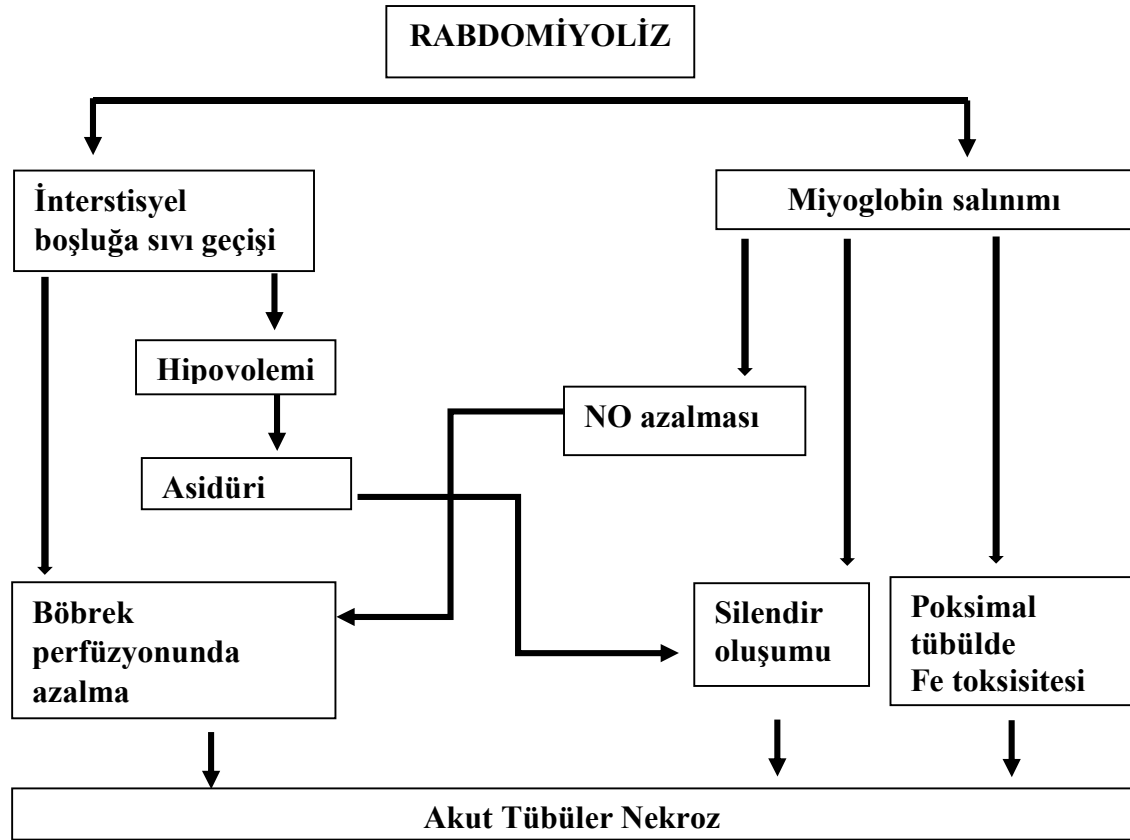 RABDOMİYOLİZ
İnterstisyel
boşluğa sıvı geçişi
Miyoglobin salınımı
Hipovolemi
NO azalması
Asidüri
Böbrek
perfüzyonunda
azalma
Silendir
oluşumu
Poksimal
tübülde
Fe toksisitesi
Akut Tübüler Nekroz